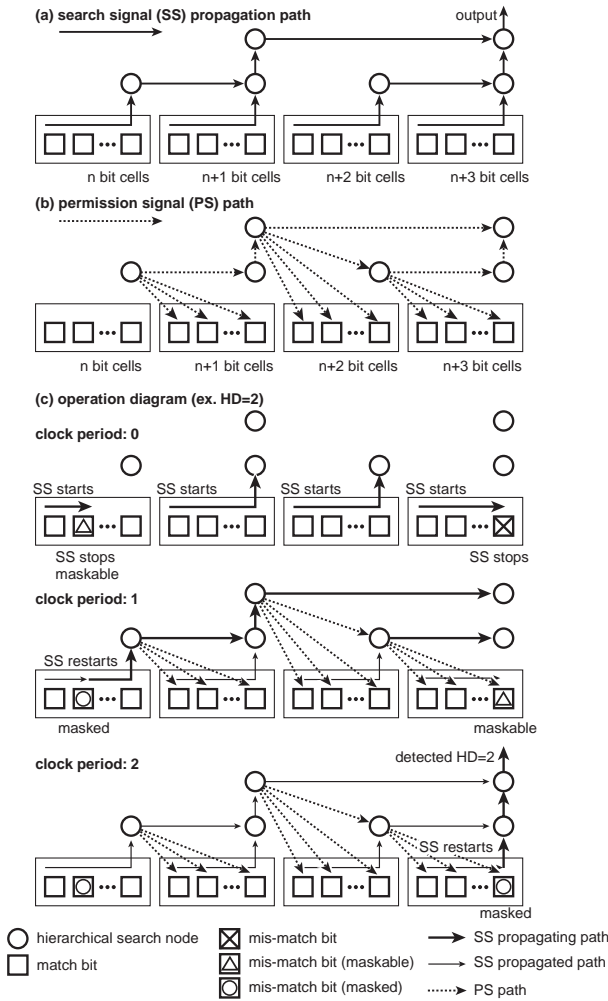 (a) search signal (SS) propagation path
output
n bit cells
n+1 bit cells
n+2 bit cells
n+3 bit cells
(b) permission signal (PS) path
n bit cells
n+1 bit cells
n+2 bit cells
n+3 bit cells
(c) operation diagram (ex. HD=2)
clock period: 0
SS starts
SS starts
SS starts
SS starts
SS stops
maskable
SS stops
clock period: 1
SS restarts
masked
maskable
clock period: 2
detected HD=2
SS restarts
masked
hierarchical search node
match bit
mis-match bit
mis-match bit (maskable)
mis-match bit (masked)
SS propagating path
SS propagated path
PS path